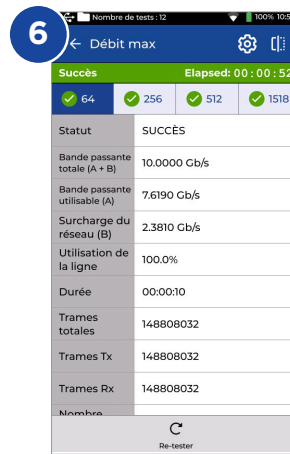 6
Nombre de tests : 12
100% 10:5
Débit max
Succès Elapsed: 00:00:52
64 256 512 1518
Statut SUCCÈS
Bande passante
totale (A + B) 10.0000 Gb/s
Bande passante
utilisable (A) 7.6190 Gb/s
Surcharge du
réseau (B) 2.3810 Gb/s
Utilisation de
la ligne 100.0%
Durée 00:00:10
Trames
totales 148808032
Trames Tx 148808032
Trames Rx 148808032
Nombre
Re-tester